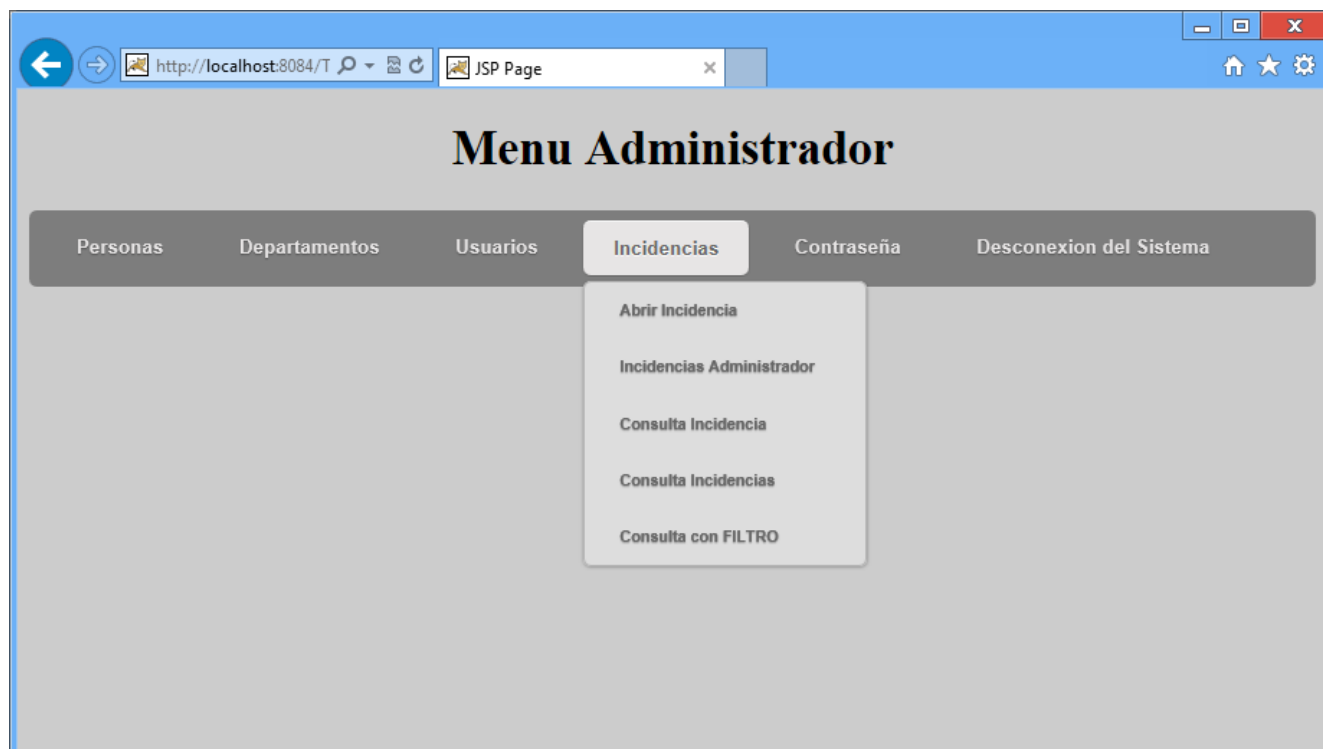 http://localhost:8084/T
JSP Page
Menu Administrador
Personas Departamentos Usuarios Incidencias Contraseña Desconexion del Sistema
Abrir Incidencia
Incidencias Administrador
Consulta Incidencia
Consulta Incidencias
Consulta con FILTRO